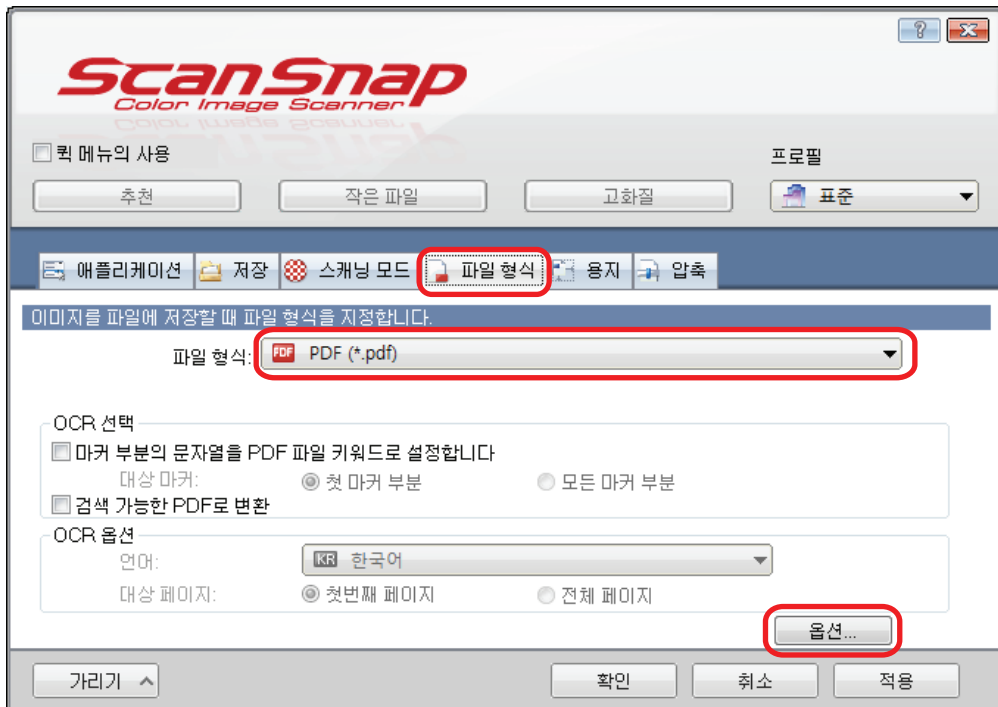 ScanSnap
Color Image Scanner
퀵 메뉴의 사용
프로필
추천 작은 파일 고화질 표준
애플리케이션 저장 스캐닝 모드 파일 형식 용지 압축
이미지를 파일에 저장할 때 파일 형식을 지정합니다.
파일 형식: PDF PDF (*.pdf)
OCR 선택
마커 부분의 문자열을 PDF 파일 키워드로 설정합니다
대상 마커: 첫 마커 부분 모든 마커 부분
검색 가능한 PDF로 변환
OCR 옵션
언어: KR 한국어
대상 페이지: 첫번째 페이지 전체 페이지
옵션...
가리기 확인 취소 적용